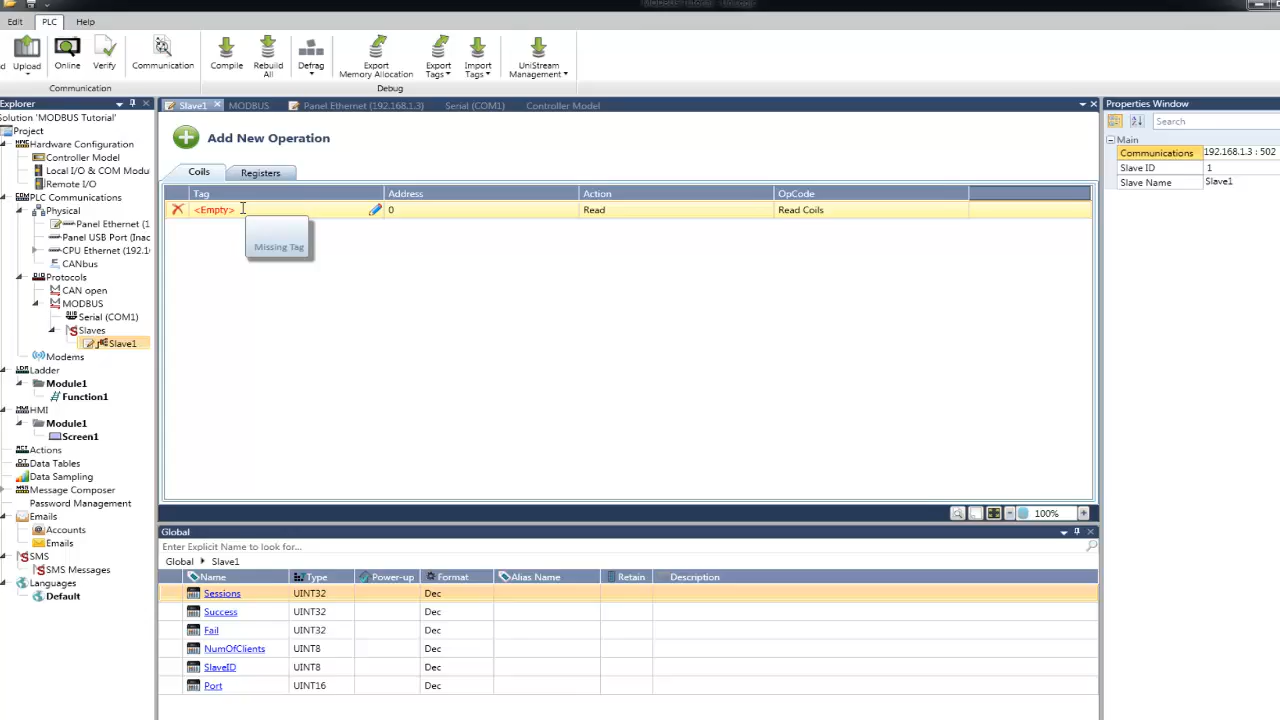 Edit PLC Help
Upload Online Verify Communication Compile Rebuild All Defrag Export Memory Allocation Export Tags Import Tags UniStream Management
Communication Debug
Explorer
Solution 'MODBUS Tutorial'
Project
Hardware Configuration
Controller Model
Local I/O & COM Modu
Remote I/O
PLC Communications
Physical
Panel Ethernet (1
Panel USB Port (Inac
CPU Ethernet (192.1
CANbus
Protocols
CAN open
MODBUS
Serial (COM1)
Slaves
Slave1
Modems
Ladder
Module1
Function1
HMI
Module1
Screen1
Actions
Data Tables
Data Sampling
Message Composer
Password Management
Emails
Accounts
Emails
SMS
SMS Messages
Languages
Default
Slave1 MODBUS Panel Ethernet (192.168.1.3) Serial (COM1) Controller Model
Add New Operation
Coils Registers
Tag Address Action OpCode
<Empty> 0 Read Read Coils
Missing Tag
100%
Global
Enter Explicit Name to look for...
Global Slave1
Name Type Power-up Format Alias Name Retain Description
Sessions UINT32 Dec
Success UINT32 Dec
Fail UINT32 Dec
NumOfClients UINT8 Dec
SlaveID UINT8 Dec
Port UINT16 Dec
Properties Window
Search
Main
Communications 192.168.1.3 : 502
Slave ID 1
Slave Name Slave1